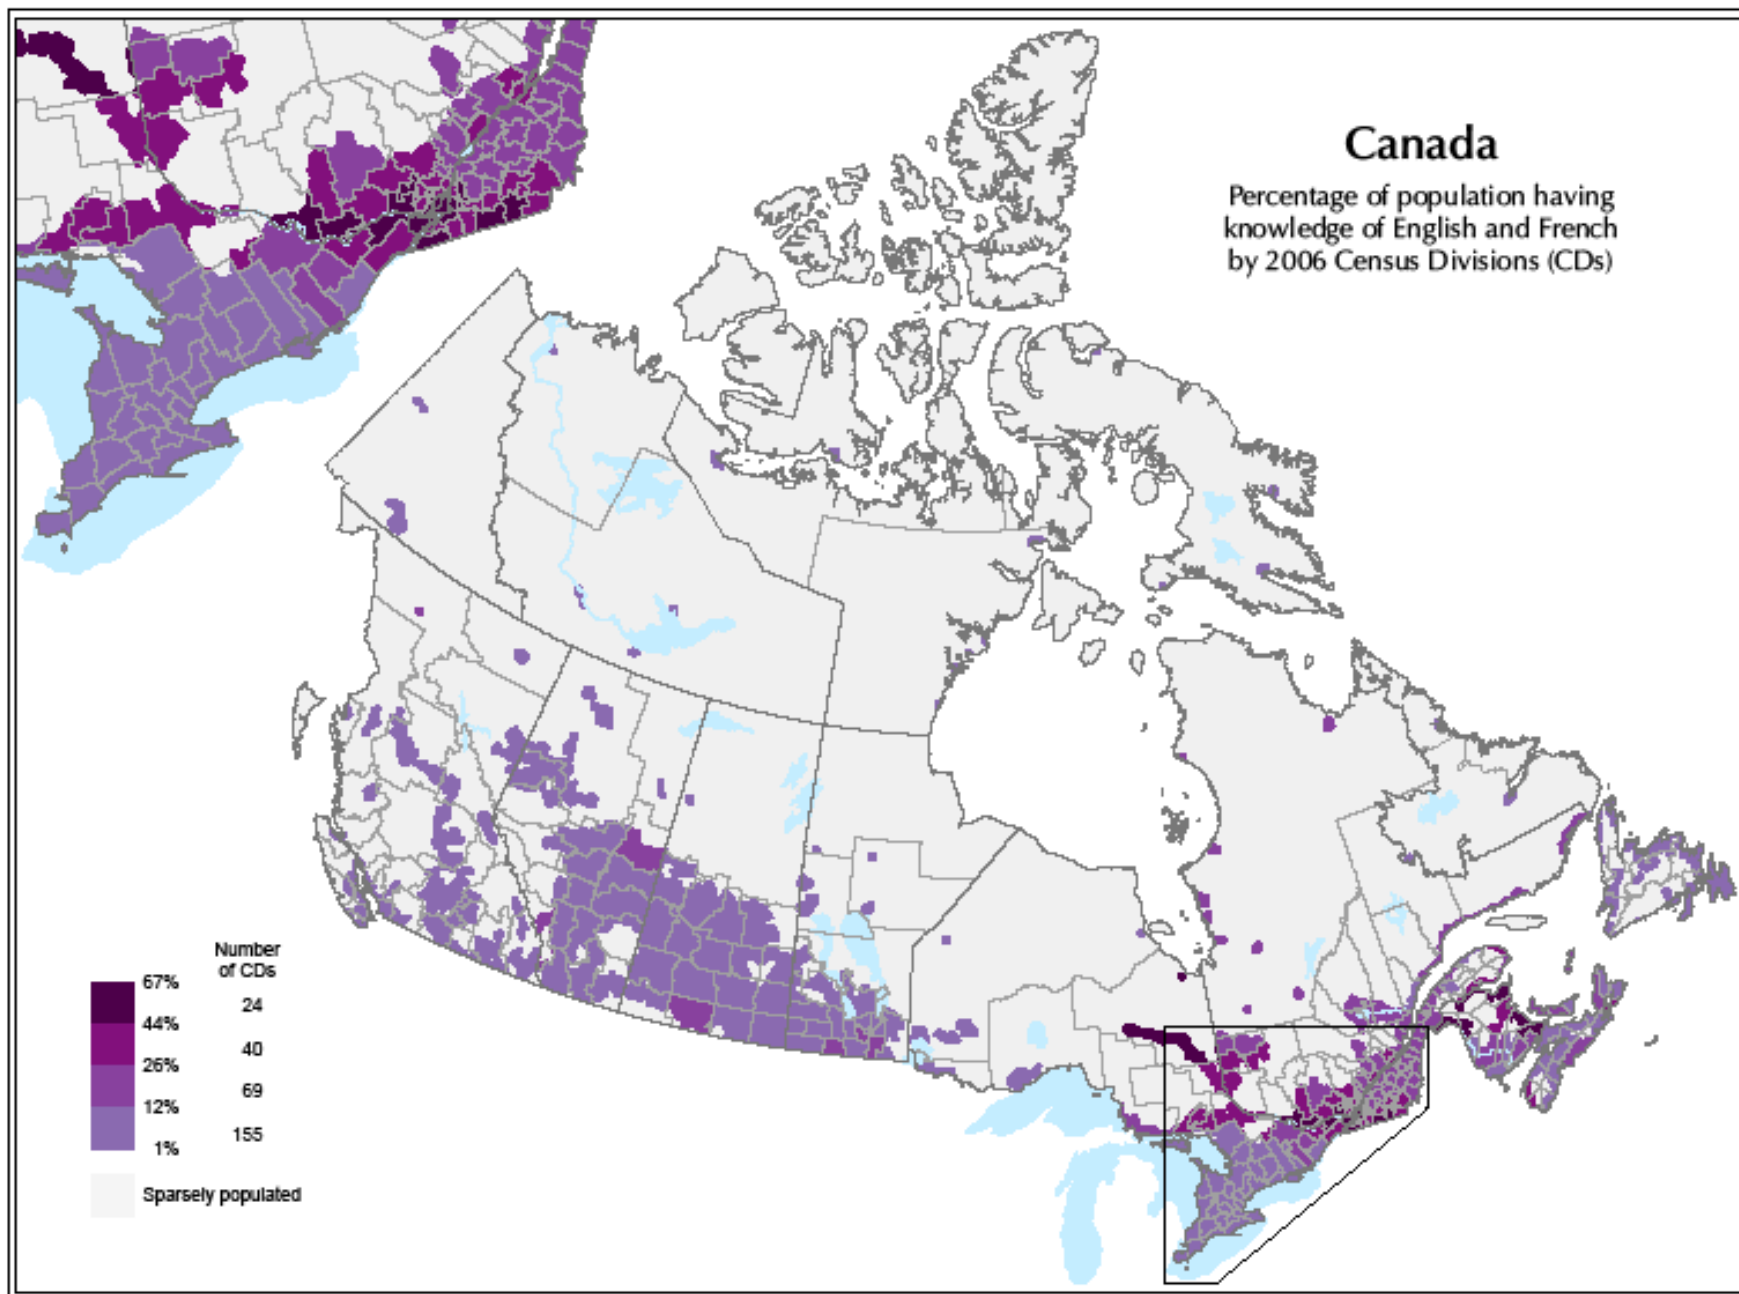 Canada
Percentage of population having
knowledge of English and French
by 2006 Census Divisions (CDs)
Number
of CDs
67%
24
44%
40
26%
69
12%
155
1%
Sparsely populated